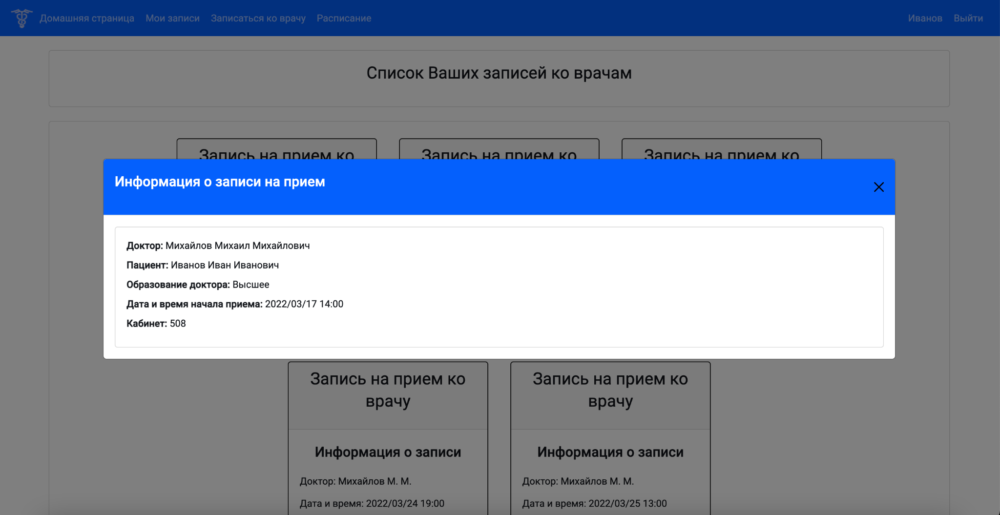 Домашняя страница Мои записи Записаться ко врачу Расписание Иванов Выйти
Список Ваших записей ко врачам
Запись на прием ко Запись на прием ко Запись на прием ко
Информация о записи на прием
Доктор: Михайлов Михаил Михайлович
Пациент: Иванов Иван Иванович
Образование доктора: Высшее
Дата и время начала приема: 2022/03/17 14:00
Кабинет: 508
Запись на прием ко
врачу
Информация о записи
Доктор: Михайлов М. М.
Дата и время: 2022/03/24 19:00
Запись на прием ко
врачу
Информация о записи
Доктор: Михайлов М. М.
Дата и время: 2022/03/25 13:00